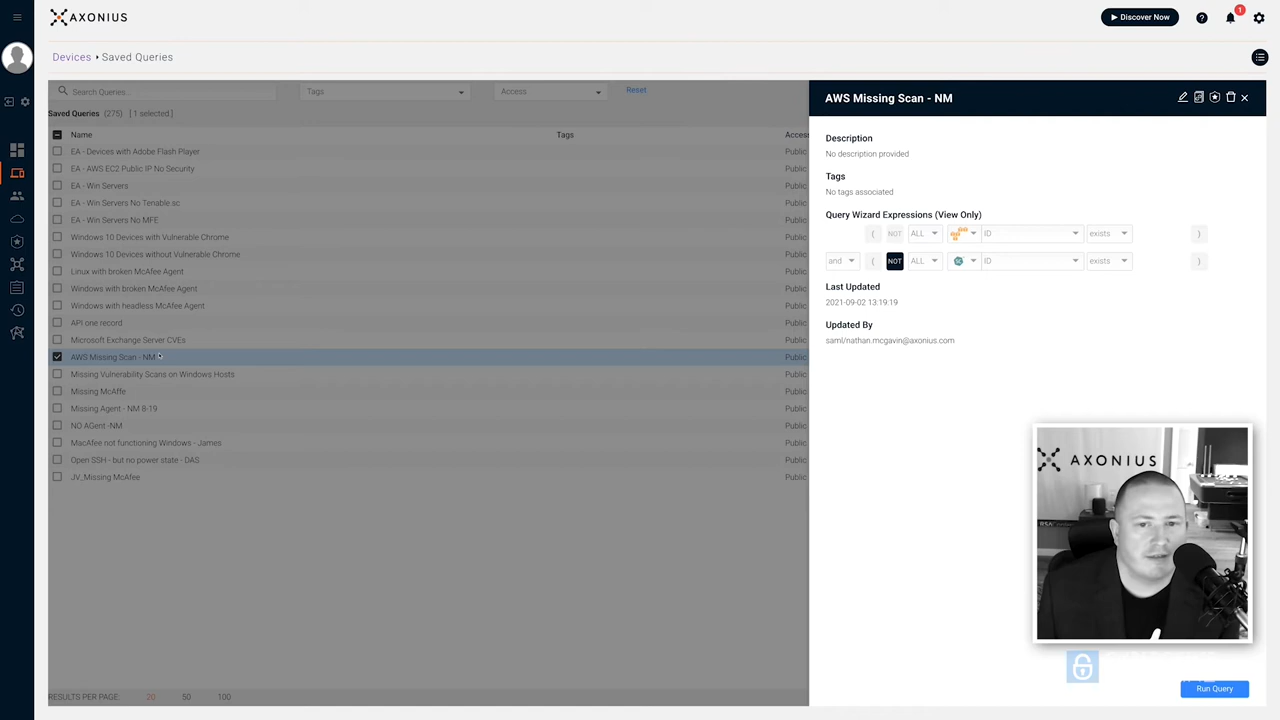 AXONIUS
Discover Now
1
Devices
Saved Queries
Search Queries...
Tags
Access
Reset
Saved Queries (275) [ 1 selected.]
Name
Tags
Access
EA - Devices with Adobe Flash Player
Public
EA - AWS EC2 Public IP No Security
Public
EA - Win Servers
Public
EA - Win Servers No Tenable.sc
Public
EA - Win Servers No MFE
Public
Windows 10 Devices with Vulnerable Chrome
Public
Windows 10 Devices without Vulnerable Chrome
Public
Linux with broken McAfee Agent
Public
Windows with broken McAfee Agent
Public
Windows with headless McAfee Agent
Public
API one record
Public
Microsoft Exchange Server CVEs
Public
AWS Missing Scan - NM
Public
Missing Vulnerability Scans on Windows Hosts
Public
Missing McAffe
Public
Missing Agent - NM 8-19
Public
NO AGent -NM
Public
MacAfee not functioning Windows - James
Public
Open SSH - but no power state - DAS
Public
JV_Missing McAfee
Public
RESULTS PER PAGE:
20
50
100
AWS Missing Scan - NM
Description
No description provided
Tags
No tags associated
Query Wizard Expressions (View Only)
( NOT ALL ID exists )
and ( NOT ALL ID exists )
Last Updated
2021-09-02 13:19:19
Updated By
saml/nathan.mcgavin@axonius.com
AXONIUS
Run Query